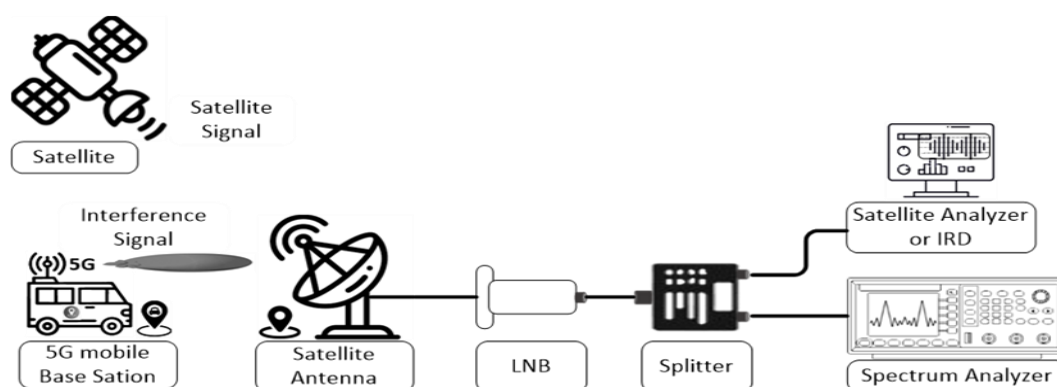 Satellite
Signal
Satellite
Interference
Signal
5G
5G mobile
Base Sation
Satellite
Antenna
LNB
Splitter
Satellite Analyzer
or IRD
Spectrum Analyzer